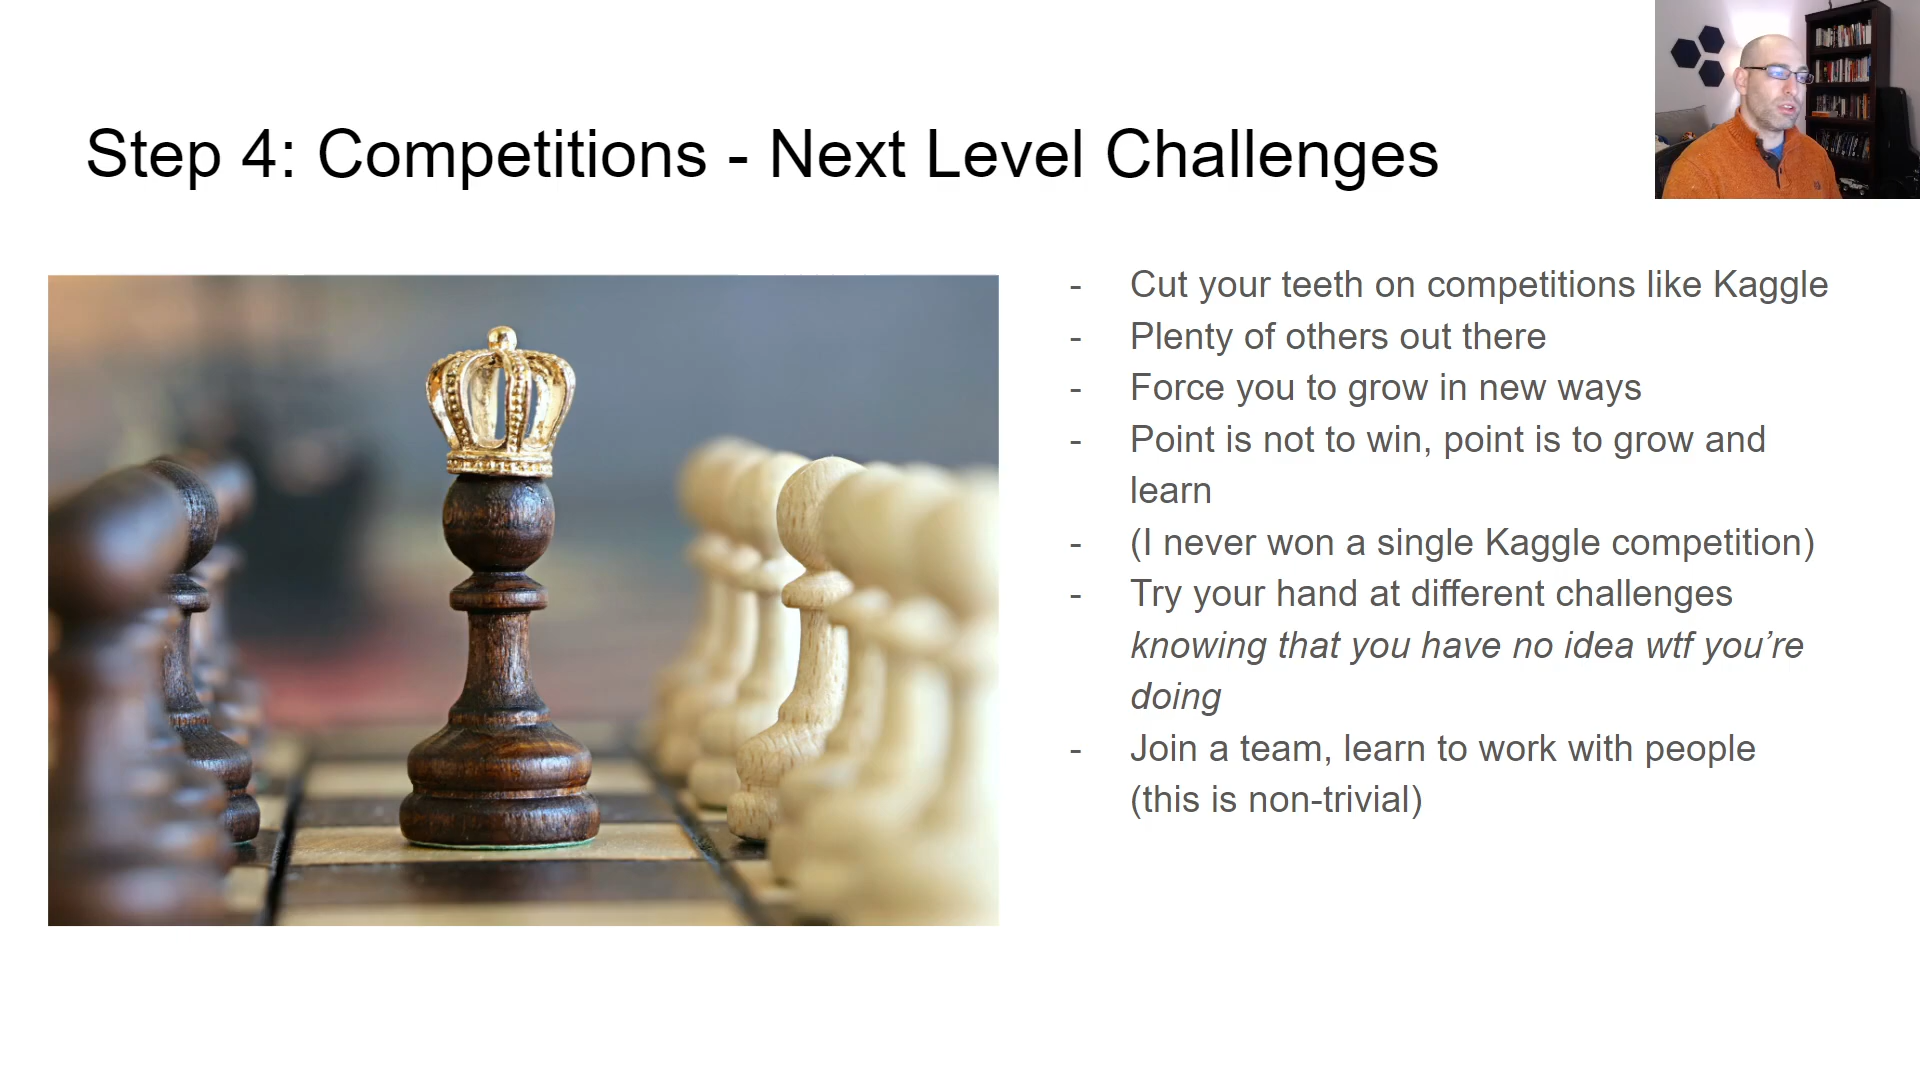 Step 4: Competitions - Next Level Challenges
- Cut your teeth on competitions like Kaggle
- Plenty of others out there
- Force you to grow in new ways
- Point is not to win, point is to grow and
learn
- (I never won a single Kaggle competition)
- Try your hand at different challenges
knowing that you have no idea wtf you’re
doing
- Join a team, learn to work with people
(this is non-trivial)